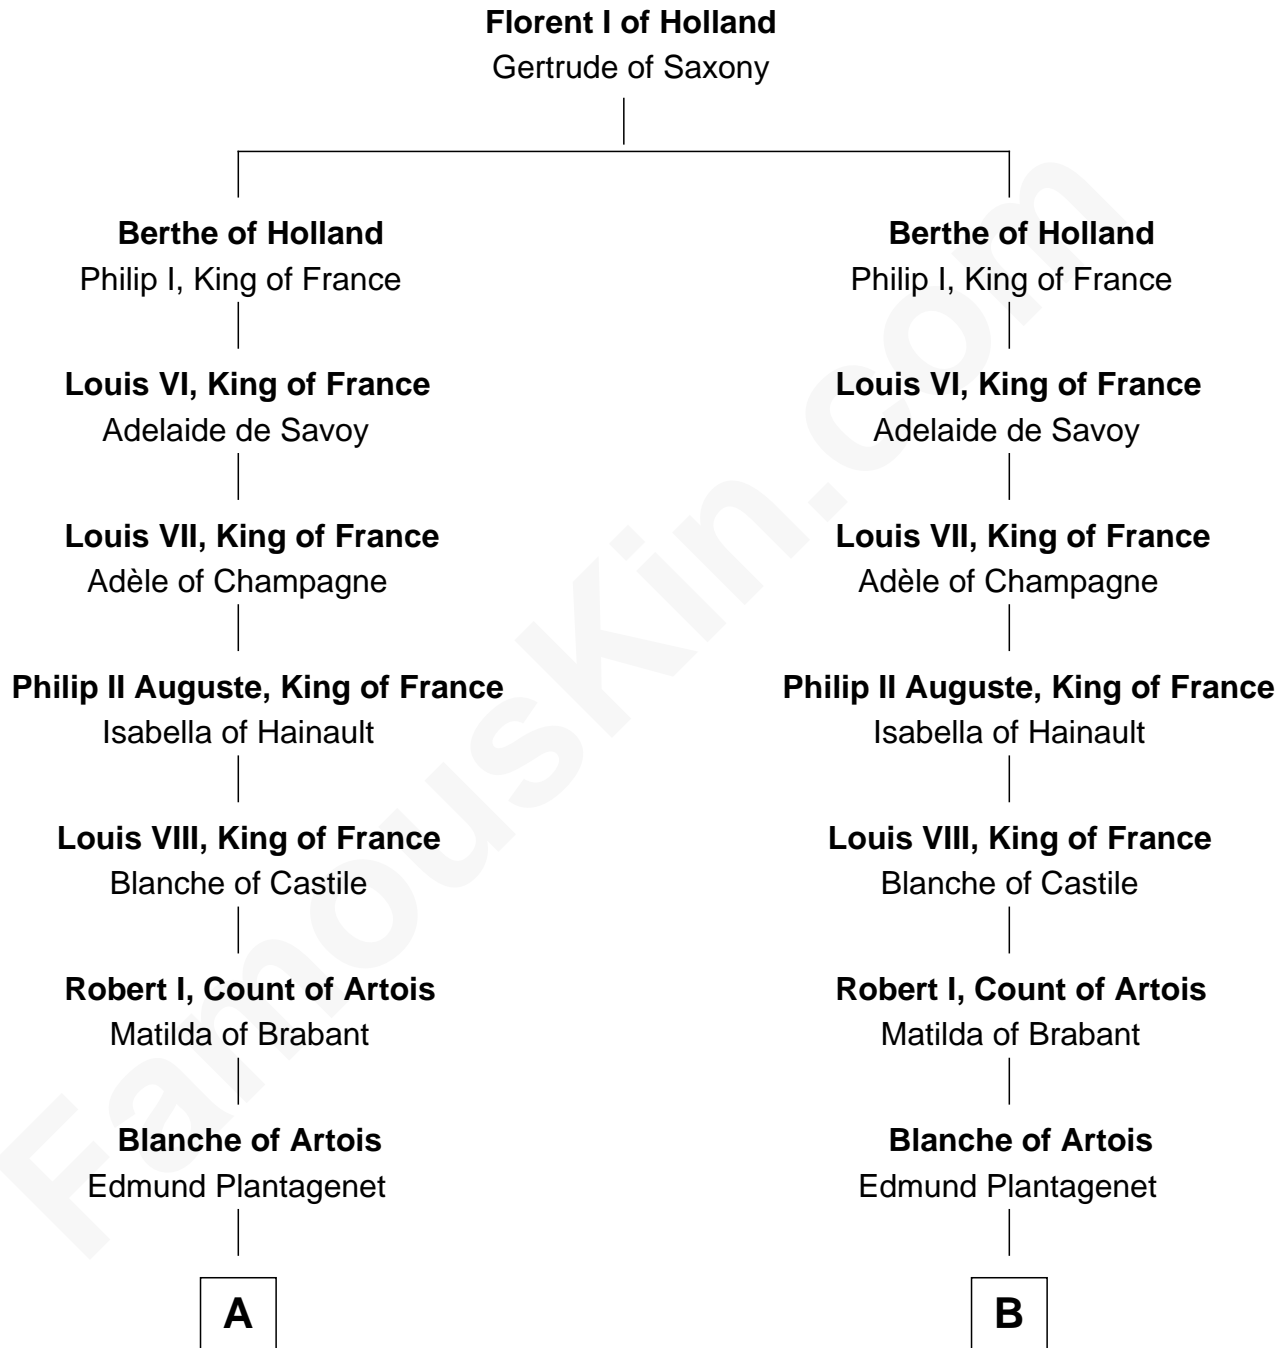 Florent I of Holland
Gertrude of Saxony
Berthe of Holland
Philip I, King of France
Louis VI, King of France
Adelaide de Savoy
Louis VII, King of France
Adèle of Champagne
Philip II Auguste, King of France
Isabella of Hainault
Louis VIII, King of France
Blanche of Castile
Robert I, Count of Artois
Matilda of Brabant
Blanche of Artois
Edmund Plantagenet
A
Berthe of Holland
Philip I, King of France
Louis VI, King of France
Adelaide de Savoy
Louis VII, King of France
Adèle of Champagne
Philip II Auguste, King of France
Isabella of Hainault
Louis VIII, King of France
Blanche of Castile
Robert I, Count of Artois
Matilda of Brabant
Blanche of Artois
Edmund Plantagenet
B
FamousKin.com